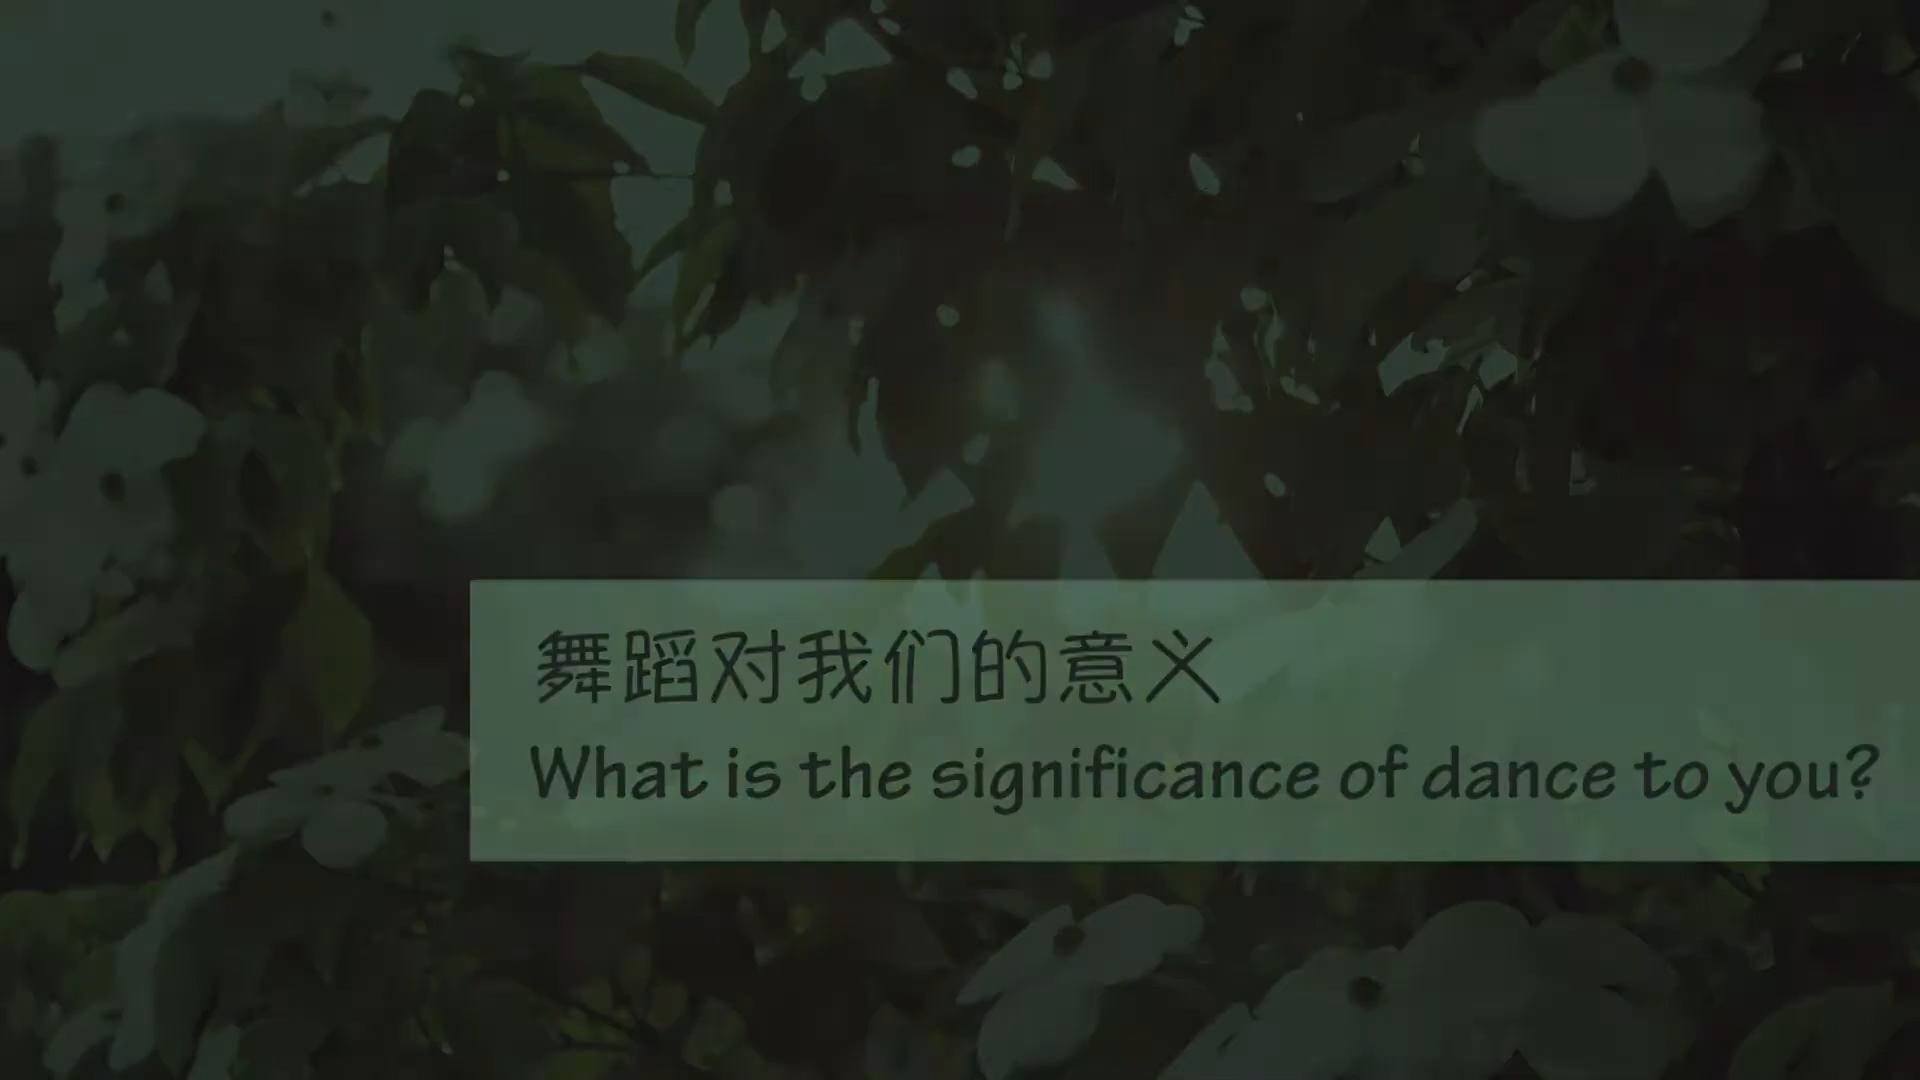 舞蹈对我们的意义
What is the significance of dance to you?